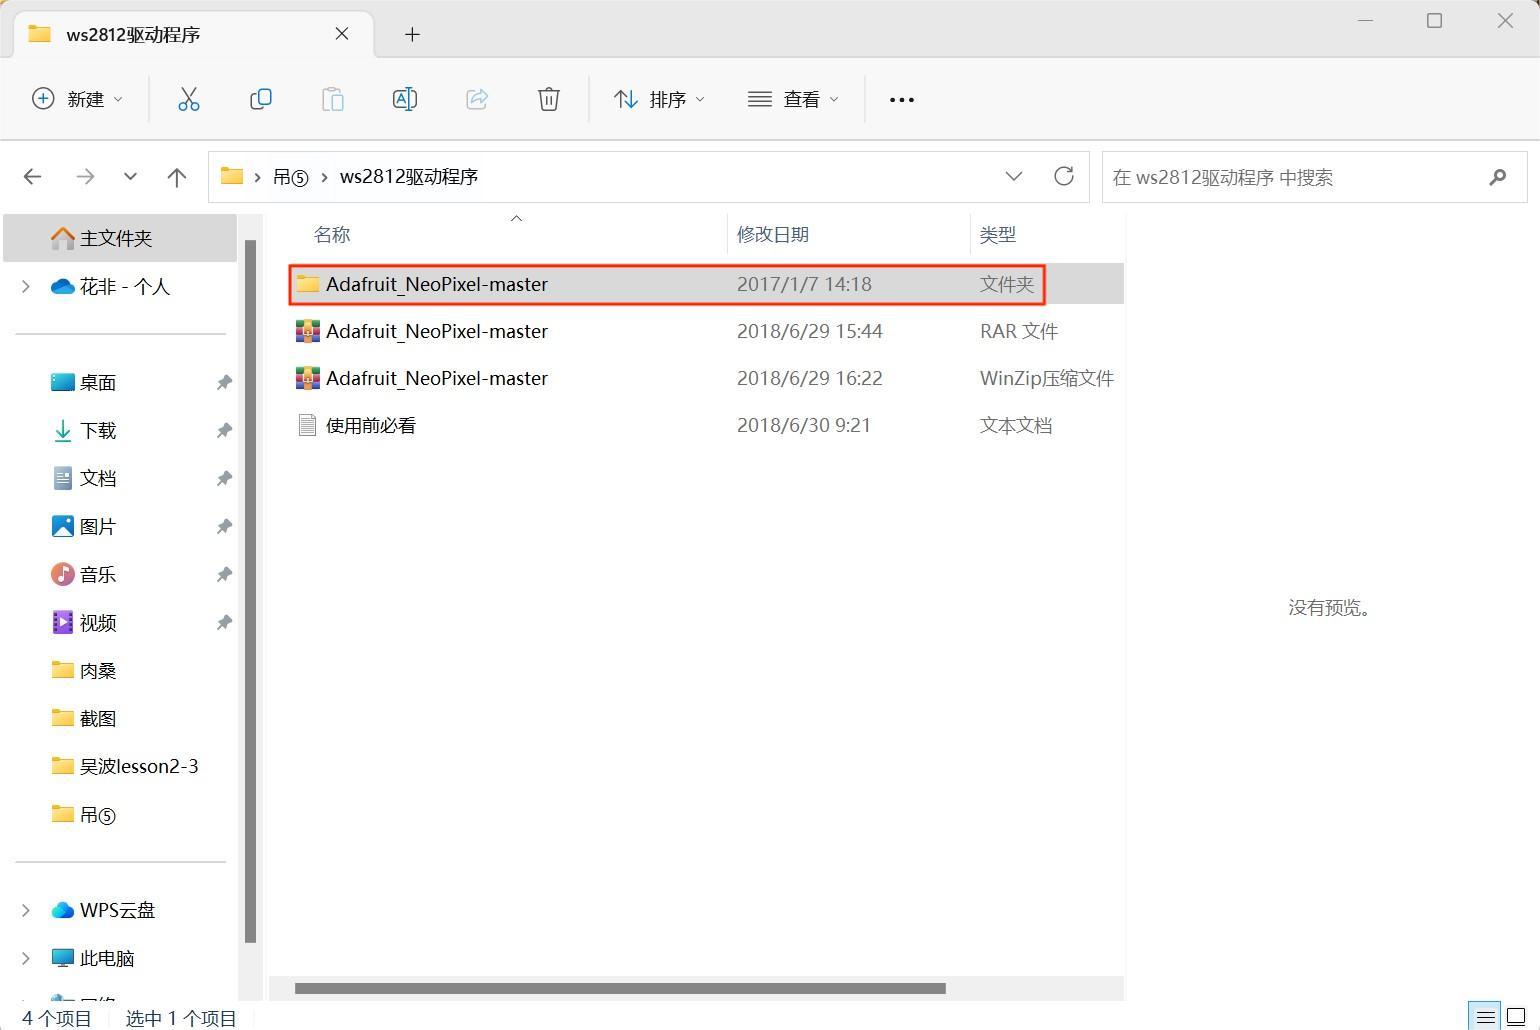 ws2812驱动程序
新建
排序
查看
吊⑤ › ws2812驱动程序
在 ws2812驱动程序 中搜索
主文件夹
花非 - 个人
桌面
下载
文档
图片
音乐
视频
肉桑
截图
吴波lesson2-3
吊⑤
WPS云盘
此电脑
名称 修改日期 类型
Adafruit_NeoPixel-master 2017/1/7 14:18 文件夹
Adafruit_NeoPixel-master 2018/6/29 15:44 RAR 文件
Adafruit_NeoPixel-master 2018/6/29 16:22 WinZip压缩文件
使用前必看 2018/6/30 9:21 文本文档
没有预览。
4 个项目 选中 1 个项目